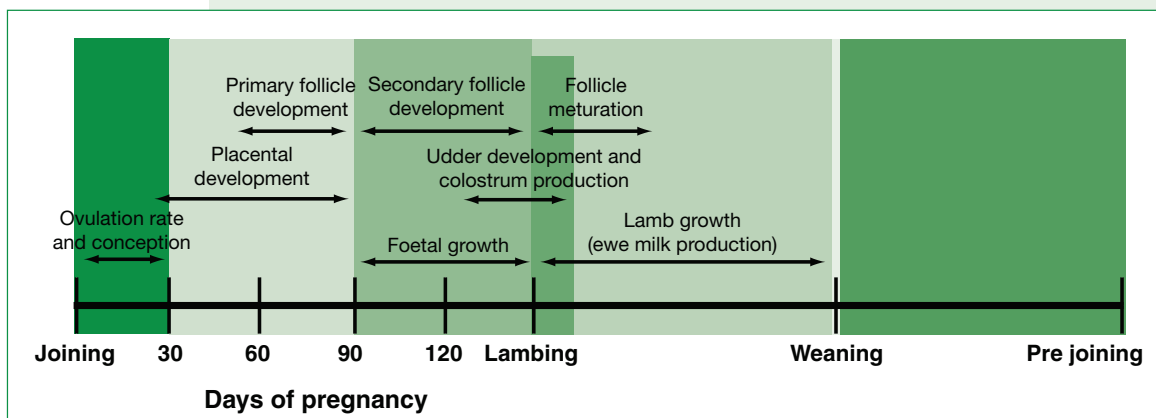 Primary follicle
development
Secondary follicle
development
Follicle
meturation
Placental
development
Udder development and
colostrum production
Ovulation rate
and conception
Foetal growth
Lamb growth
(ewe milk production)
Joining 30 60 90 120 Lambing Weaning Pre joining
Days of pregnancy